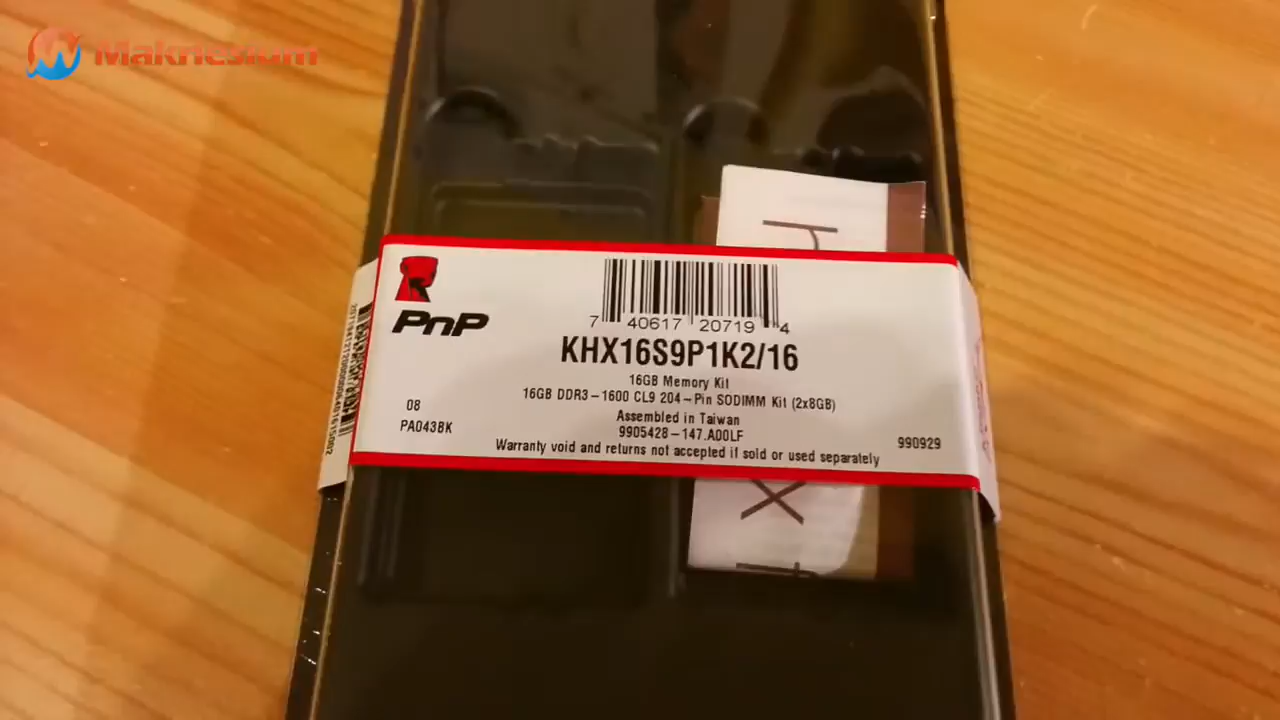 Maknesium
PnP
7 40617 20719 4
KHX16S9P1K2/16
16GB Memory Kit
16GB DDR3-1600 CL9 204-Pin SODIMM Kit (2x8GB)
Assembled in Taiwan
08
9905428-147.A00LF
PA043BK
990929
Warranty void and returns not accepted if sold or used separately
x